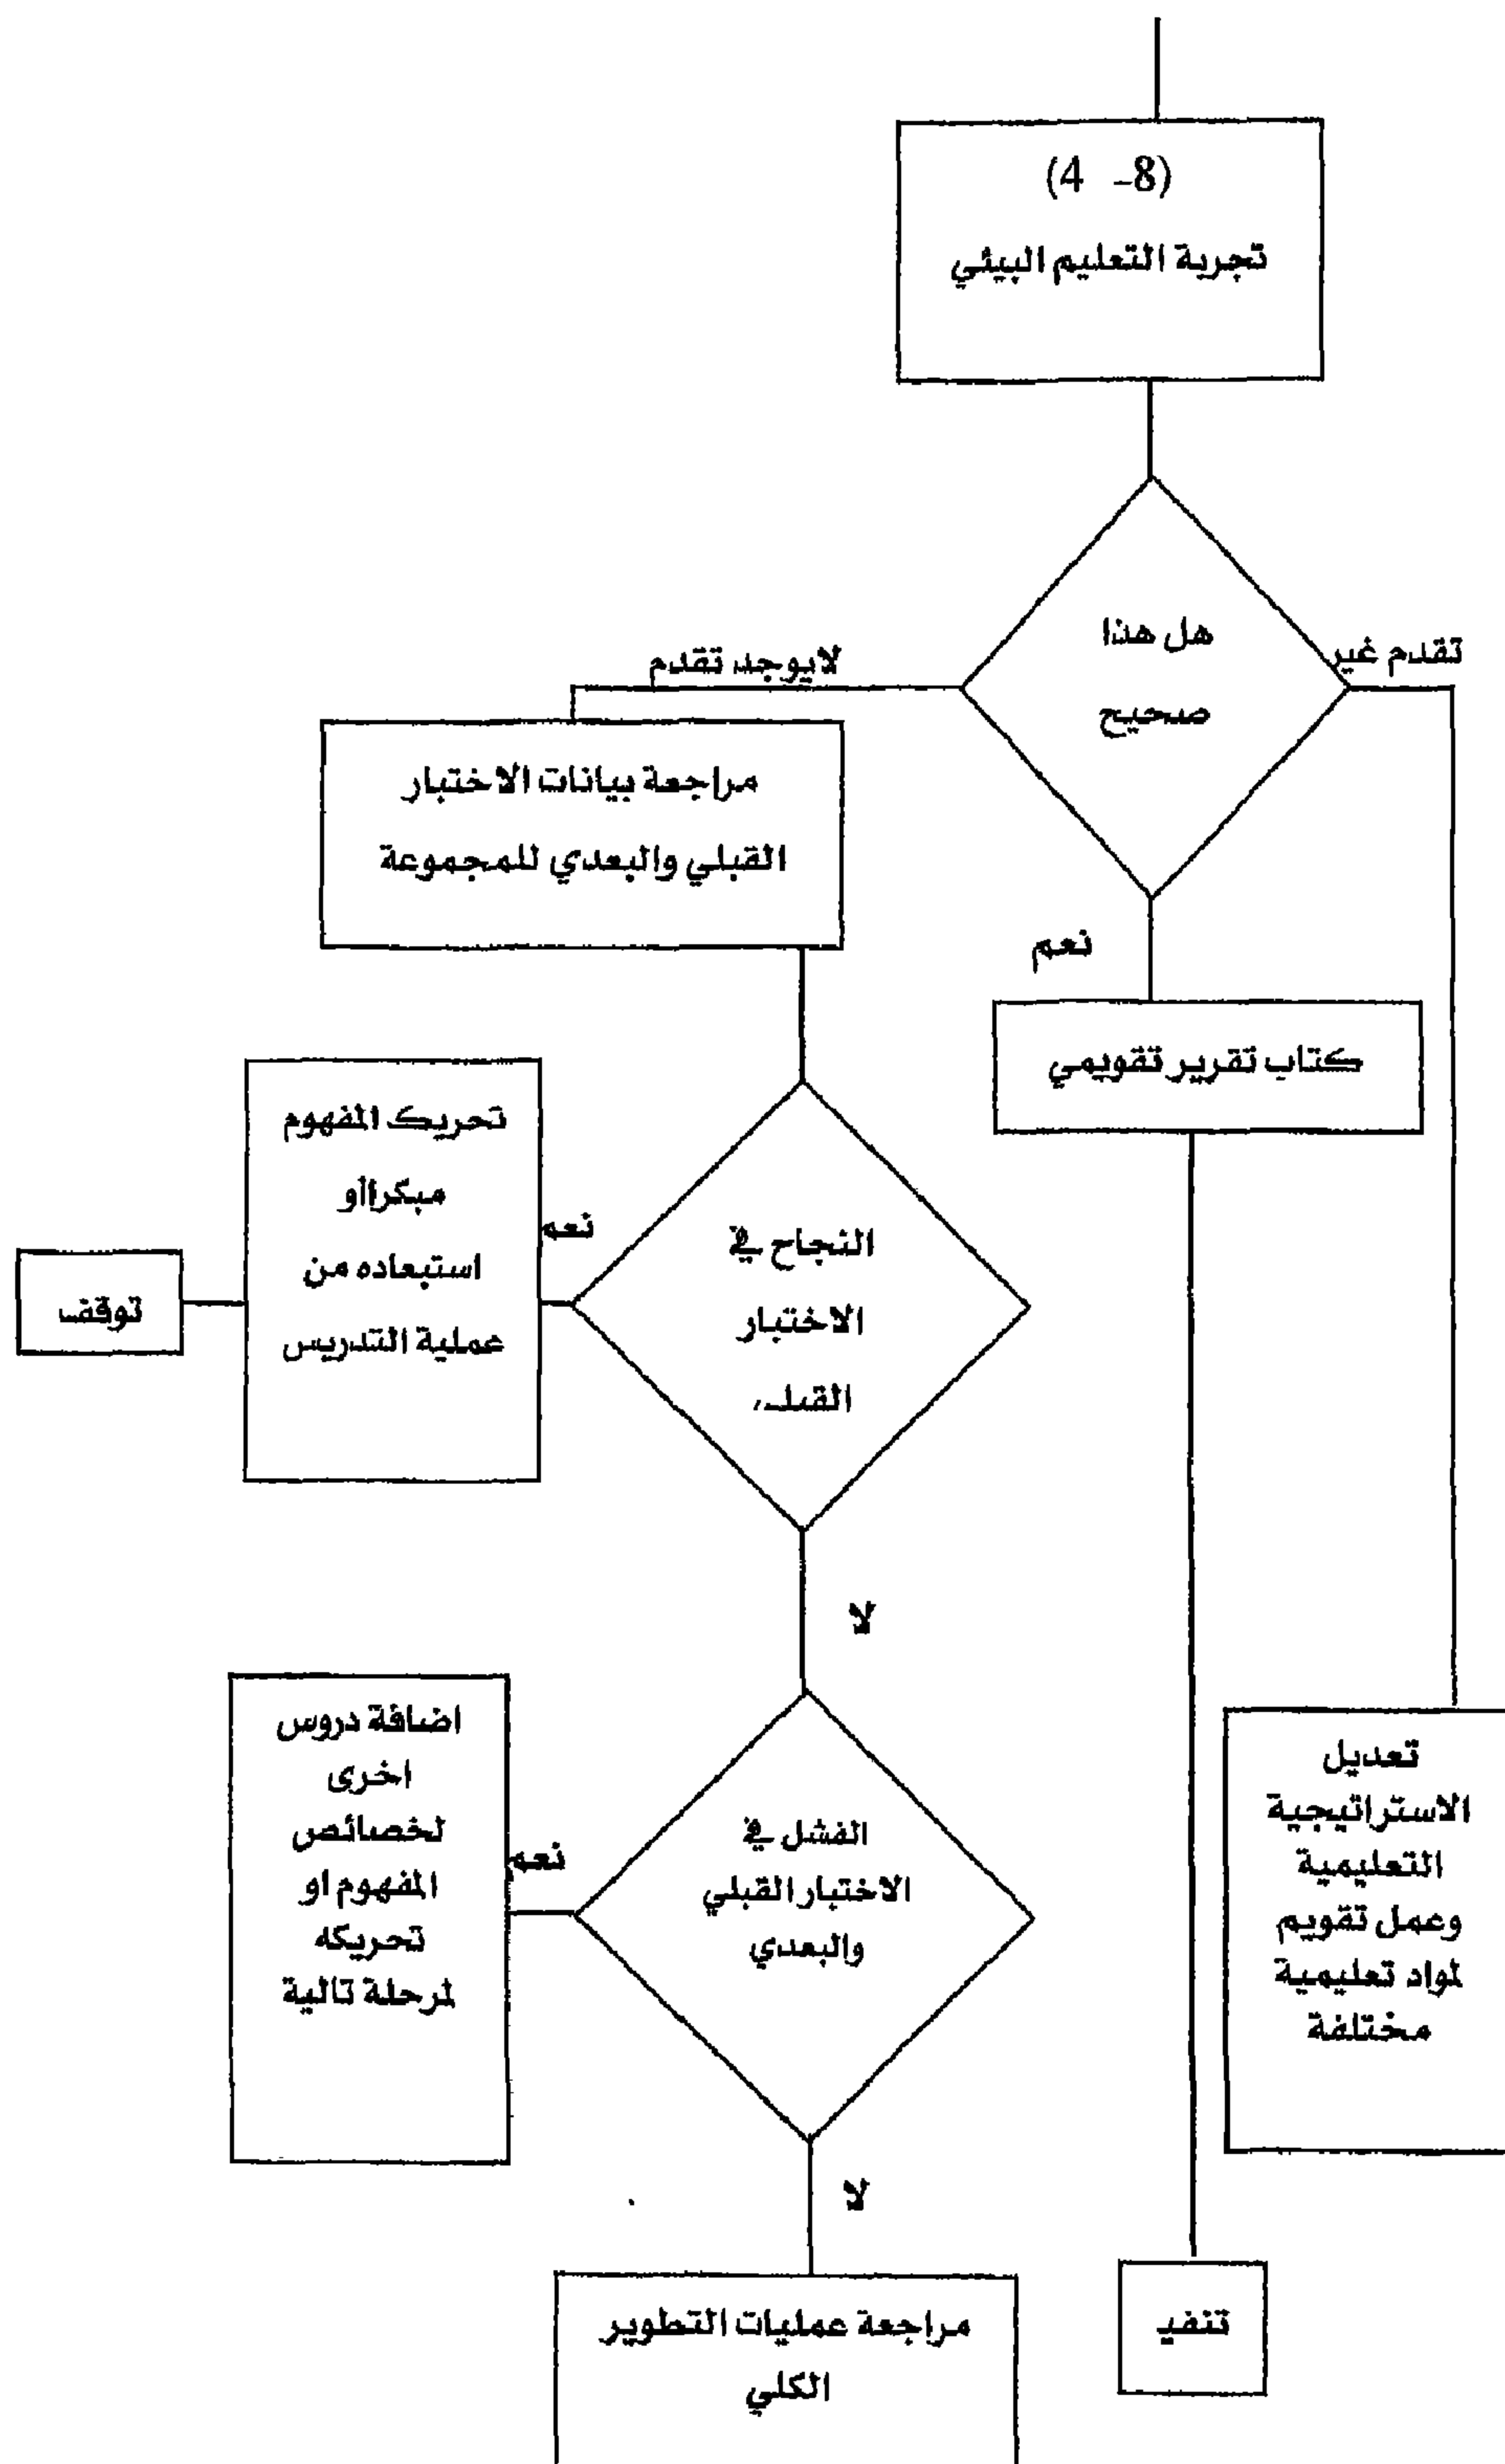 (8- 4)
تجربة التعليم البيئي
هل هذا
صحيح
تقدم غير
لايوجد تقدم
مراجعة بيانات الاختبار
القبلي والبعدي للمجموعة
نعم
كتاب تقرير تقويمي
تحريك المفهوم
مبكرااو
استبعاده من
عملية التدريس
نعم
توقف
النجاح في
الاختبار
لا
اضافة دروس
اخرى
لخصائص
المفهوم او
تحريكه
لمرحلة تالية
نعم
الفشل في
الاختبار القبلي
والبعدي
تعديل
الاستراتيجية
التعليمية
وعمل تقويم
لمواد تعليمية
مختلفة
لا
مراجعة عمليات التطوير
الكلي
تنفيـ